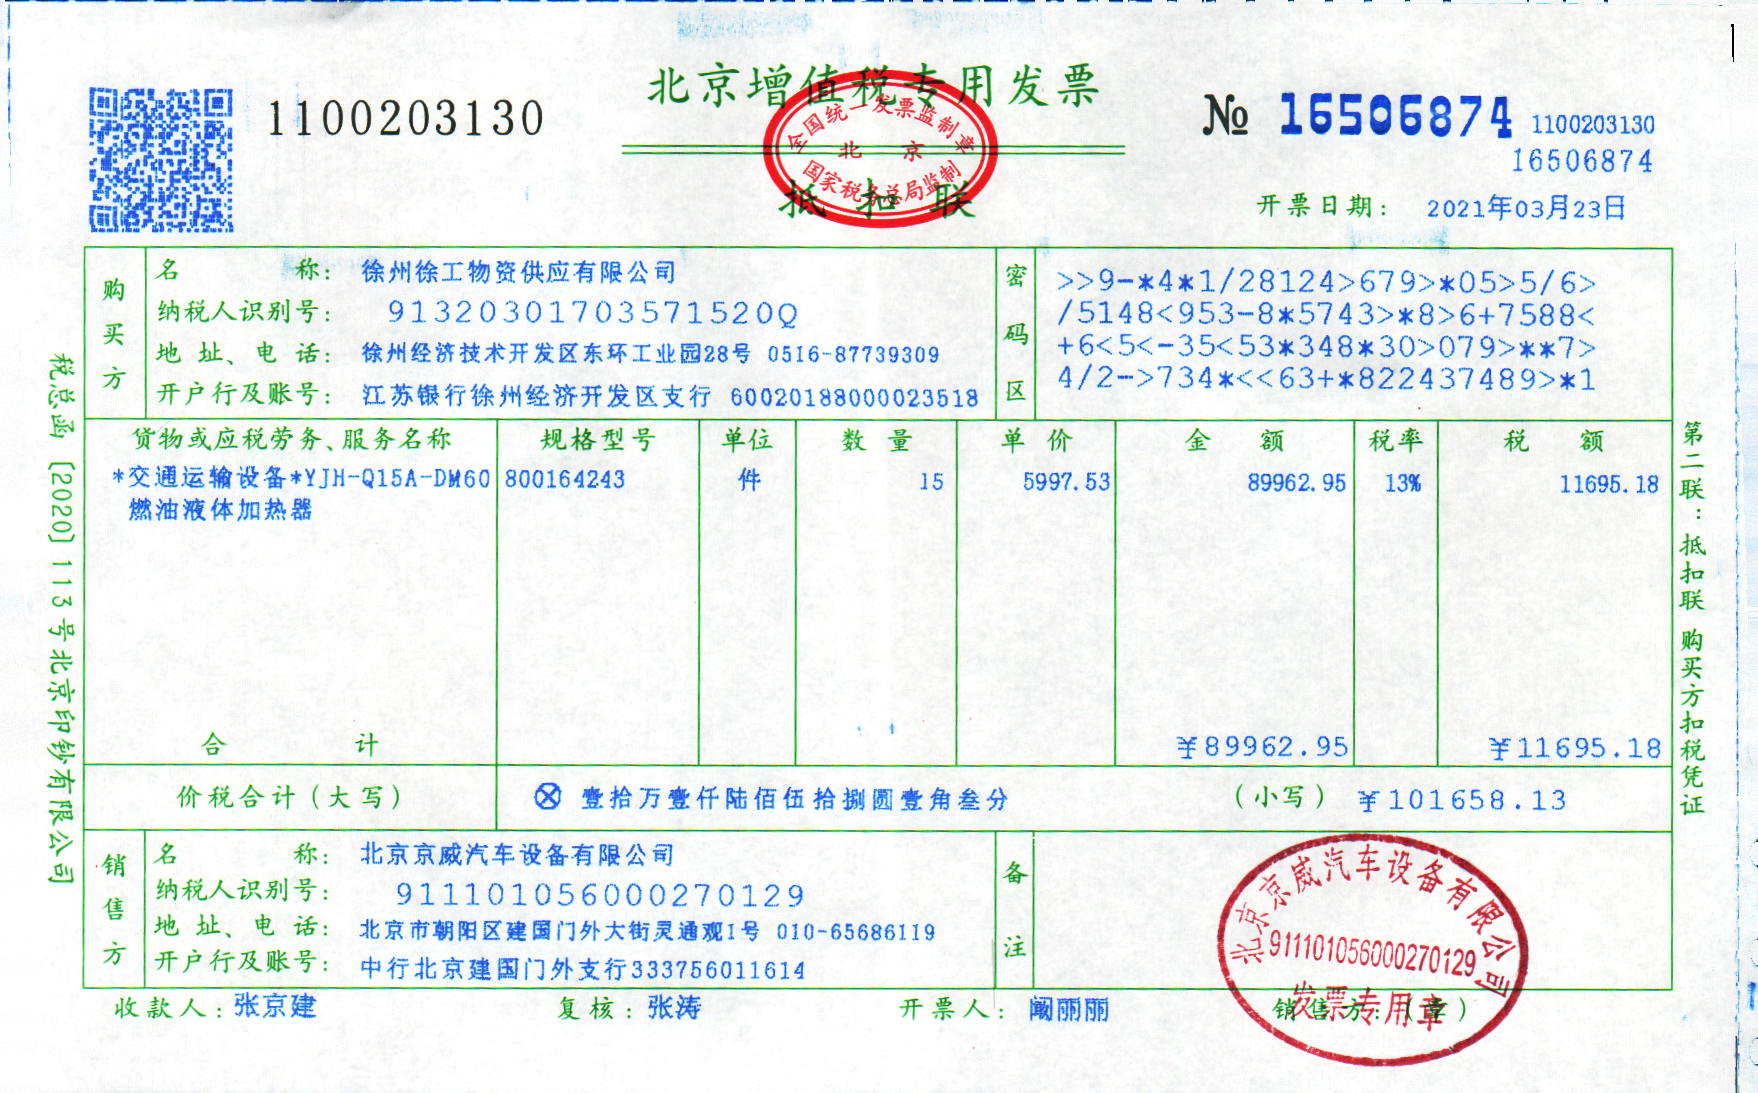 北京增值税专用发票
1100203130
№ 16506874
1100203130
16506874
全国统一发票监制章
北京
国家税务总局监制
抵扣联
开票日期: 2021年03月23日
购买方
名称: 徐州徐工物资供应有限公司
纳税人识别号: 91320301703571520Q
地址、电话: 徐州经济技术开发区东环工业园28号 0516-87739309
开户行及账号: 江苏银行徐州经济开发区支行 60020188000023518
密码区
>>9-*4*1/28124>679>*05>5/6>
/5148<953-8*5743>*8>6+7588<
+6<5<-35<53*348*30>079>**7>
4/2->734*<<63+*822437489>*1
货物或应税劳务、服务名称 规格型号 单位 数量 单价 金额 税率 税额
*交通运输设备*YJH-Q15A-DM60 800164243 件 15 5997.53 89962.95 13% 11695.18
燃油液体加热器
合计 ¥89962.95 ¥11695.18
价税合计(大写) ⊗ 壹拾万壹仟陆佰伍拾捌圆壹角叁分 (小写) ¥101658.13
销售方
名称: 北京京威汽车设备有限公司
纳税人识别号: 911101056000270129
地址、电话: 北京市朝阳区建国门外大街灵通观1号 010-65686119
开户行及账号: 中行北京建国门外支行333756011614
备注
北京京威汽车设备有限公司
911101056000270129
发票专用章
收款人: 张京建 复核: 张涛 开票人: 阚丽丽 销售方:(章)
税总函[2020]113号北京印钞有限公司
第二联:抵扣联 购买方扣税凭证